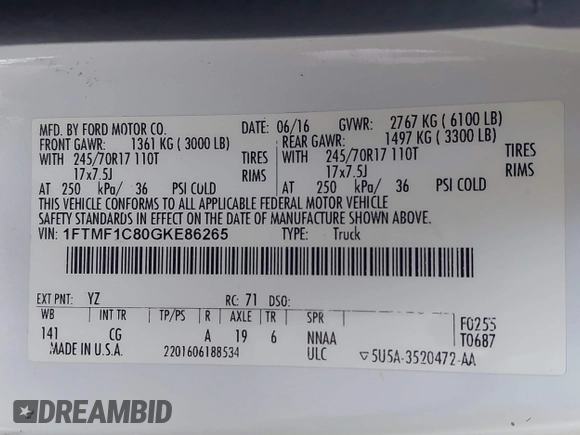 MFD. BY FORD MOTOR CO. DATE: 06/16 GVWR: 2767 KG ( 6100 LB)
FRONT GAWR: 1361 KG ( 3000 LB) REAR GAWR: 1497 KG ( 3300 LB)
WITH 245/70R17 110T TIRES WITH 245/70R17 110T TIRES
17x7.5J RIMS 17x7.5J RIMS
AT 250 kPa/ 36 PSI COLD AT 250 kPa/ 36 PSI COLD
THIS VEHICLE CONFORMS TO ALL APPLICABLE FEDERAL MOTOR VEHICLE
SAFETY STANDARDS IN EFFECT ON THE DATE OF MANUFACTURE SHOWN ABOVE.
VIN: 1FTMF1C80GKE86265 TYPE: Truck
EXT PNT: YZ RC: 71 DSO:
WB INT TR TP/PS R AXLE TR SPR F0255
141 CG A 19 6 NNAA T0687
MADE IN U.S.A. 2201606188534 ULC ▽5U5A-3520472-AA
DREAMBID